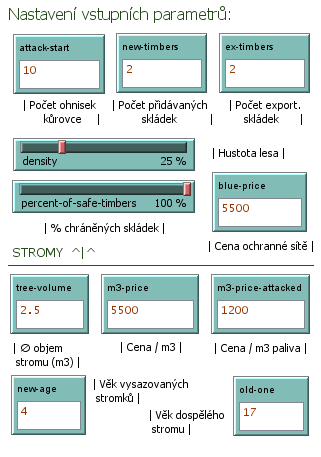 Nastavení vstupních parametrů:
attack-start new-timbers ex-timbers
10 2 2
| Počet ohnisek | Počet přidávaných | Počet export.
kůrovce | skládek | skládek |
density 25 %
| Hustota lesa |
percent-of-safe-timbers 100 %
blue-price
5500
| % chráněných skládek |
| Cena ochranné sítě |
STROMY ^|^
tree-volume m3-price m3-price-attacked
2.5 5500 1200
| ∅ objem | Cena / m3 | | Cena / m3 paliva |
stromu (m3) |
new-age | Věk vysazovaných old-one
4 stromků | 17
| Věk dospělého
stromu |